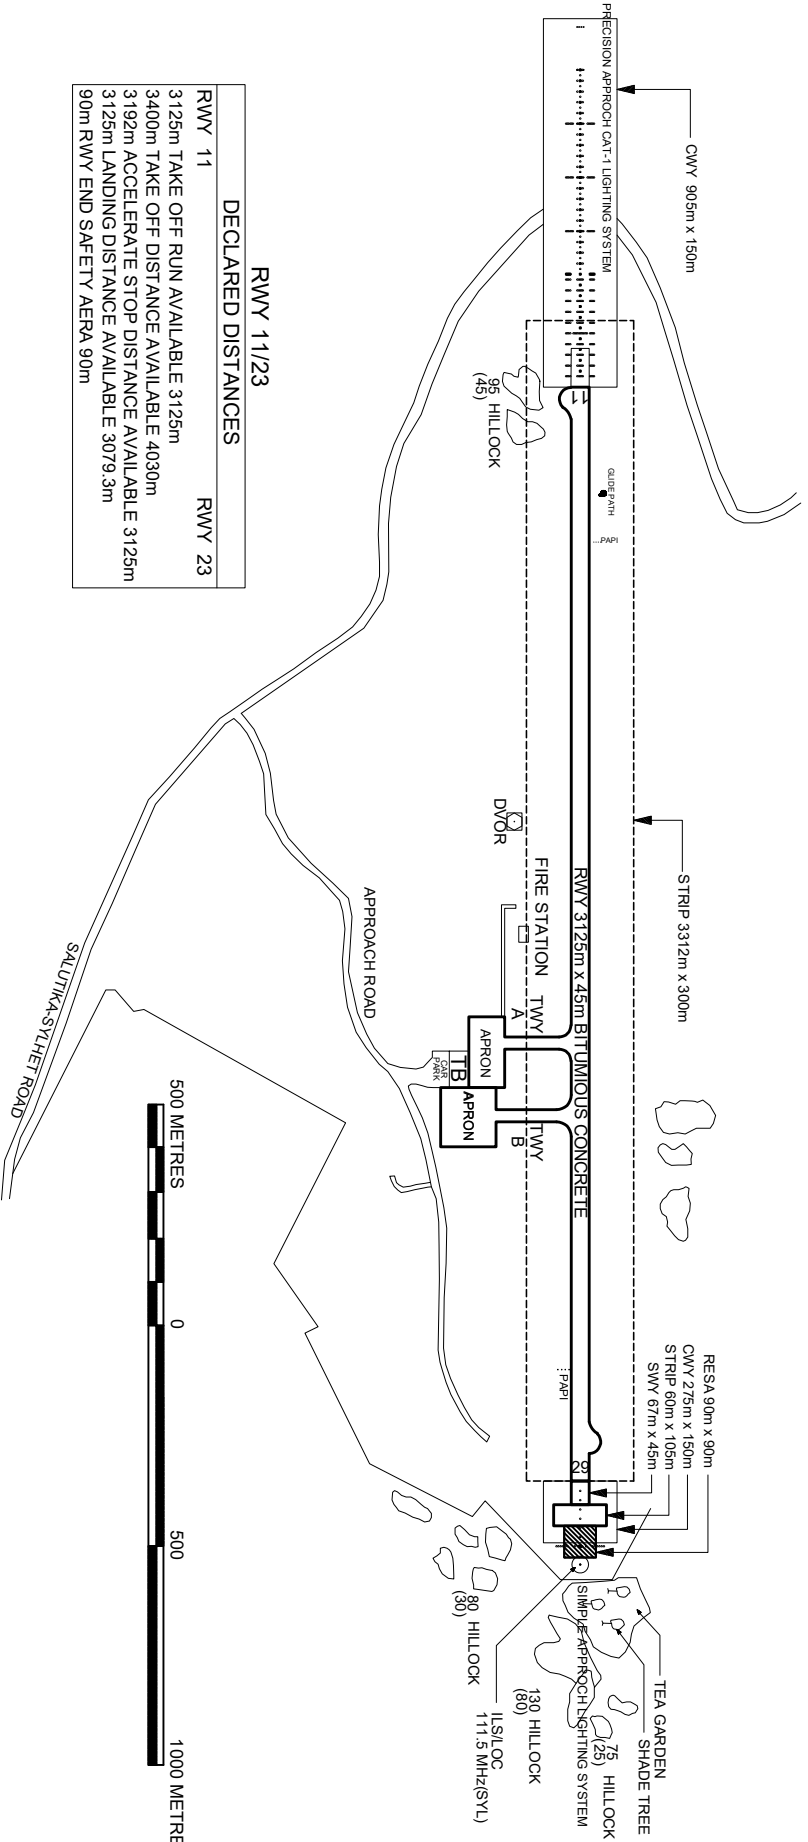 PRECISION APPROCH CAT-1 LIGHTING SYSTEM
CWY 905m x 150m
11
95 HILLOCK
(45)
GLIDE PATH
PAPI
STRIP 3312m x 300m
DVOR
FIRE STATION
RWY 3125m x 45m BITUMIOUS CONCRETE
TWY
A
TWY
B
APRON
APRON
TB
CAR
PARK
APPROACH ROAD
SALUTIKA-SYLHET ROAD
PAPI
29
RESA 90m x 90m
CWY 275m x 150m
STRIP 60m x 105m
SWY 67m x 45m
TEA GARDEN
SHADE TREE
75 HILLOCK
(25)
SIMPLE APPROCH LIGHTING SYSTEM
130 HILLOCK
(80)
ILS/LOC
111.5 MHz(SYL)
80 HILLOCK
(30)
RWY 11/23
DECLARED DISTANCES
RWY 11 RWY 23
3125m TAKE OFF RUN AVAILABLE 3125m
3400m TAKE OFF DISTANCE AVAILABLE 4030m
3192m ACCELERATE STOP DISTANCE AVAILABLE 3125m
3125m LANDING DISTANCE AVAILABLE 3079.3m
90m RWY END SAFETY AERA 90m
500 METRES 0 500 1000 METRE